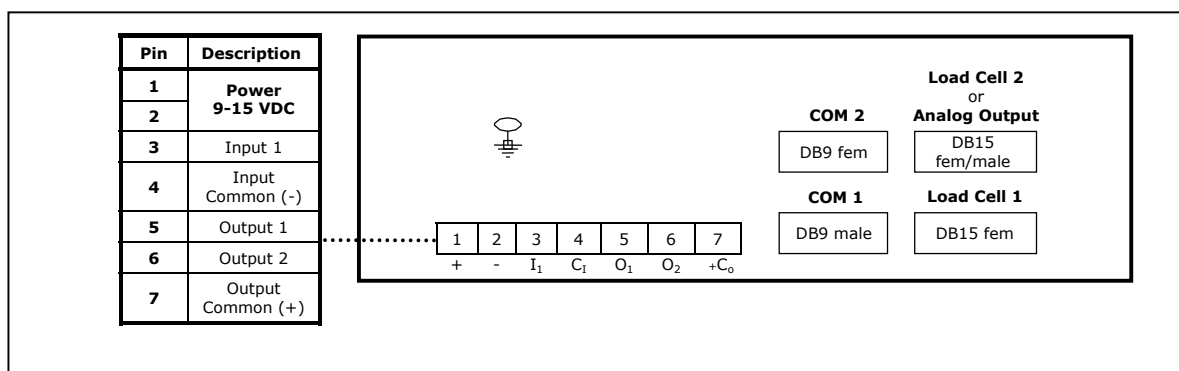 Pin Description
1 Power
9-15 VDC
2
3 Input 1
4 Input
Common (-)
5 Output 1
6 Output 2
7 Output
Common (+)
Load Cell 2
or
COM 2 Analog Output
DB9 fem DB15
fem/male
COM 1 Load Cell 1
DB9 male DB15 fem
1 2 3 4 5 6 7
+ - I₁ C_I O₁ O₂ +Cₒ